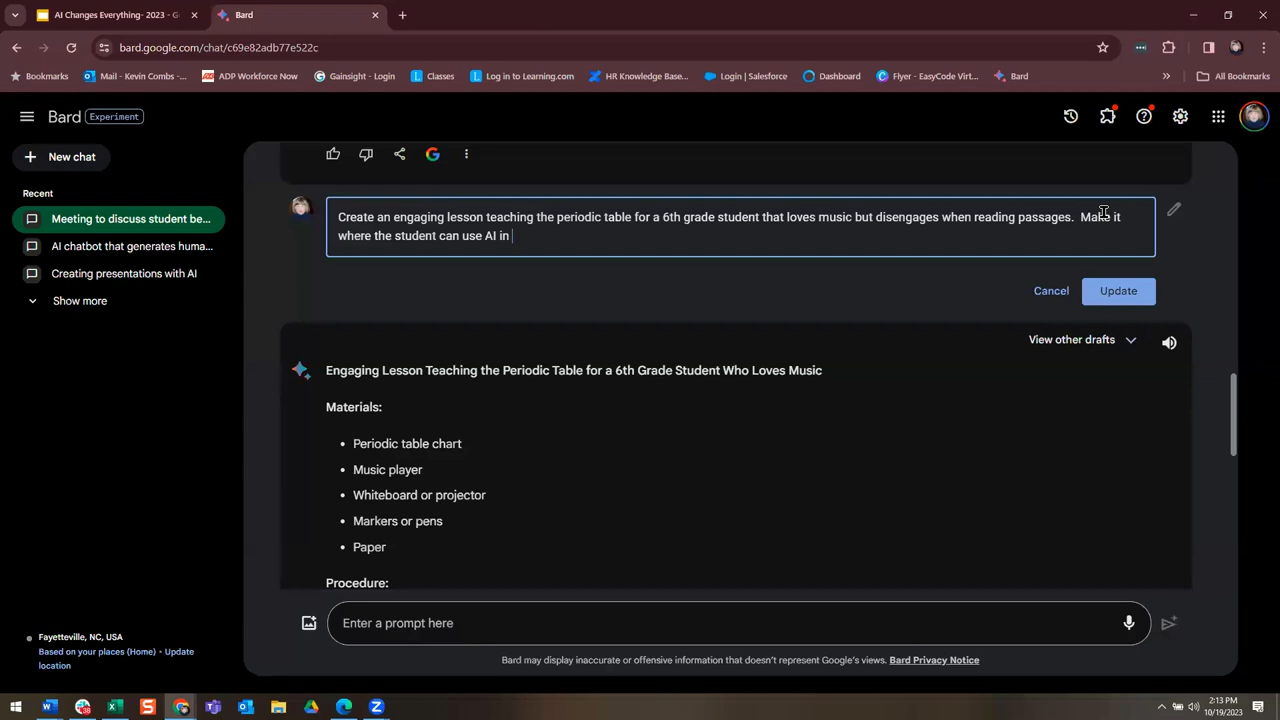 AI Changes Everything- 2023 - G
Bard
bard.google.com/chat/c69e82adb77e522c
Bookmarks
Mail - Kevin Combs -...
ADP Workforce Now
Gainsight - Login
Classes
Log in to Learning.com
HR Knowledge Base...
Login | Salesforce
Dashboard
Flyer - EasyCode Virt...
Bard
All Bookmarks
Bard Experiment
New chat
Recent
Meeting to discuss student be...
AI chatbot that generates huma...
Creating presentations with AI
Show more
Create an engaging lesson teaching the periodic table for a 6th grade student that loves music but disengages when reading passages. Make it
where the student can use AI in
Cancel
Update
View other drafts
Engaging Lesson Teaching the Periodic Table for a 6th Grade Student Who Loves Music
Materials:
• Periodic table chart
• Music player
• Whiteboard or projector
• Markers or pens
• Paper
Procedure:
Enter a prompt here
Bard may display inaccurate or offensive information that doesn't represent Google's views. Bard Privacy Notice
Fayetteville, NC, USA
Based on your places (Home) • Update
location
2:13 PM
10/19/2023